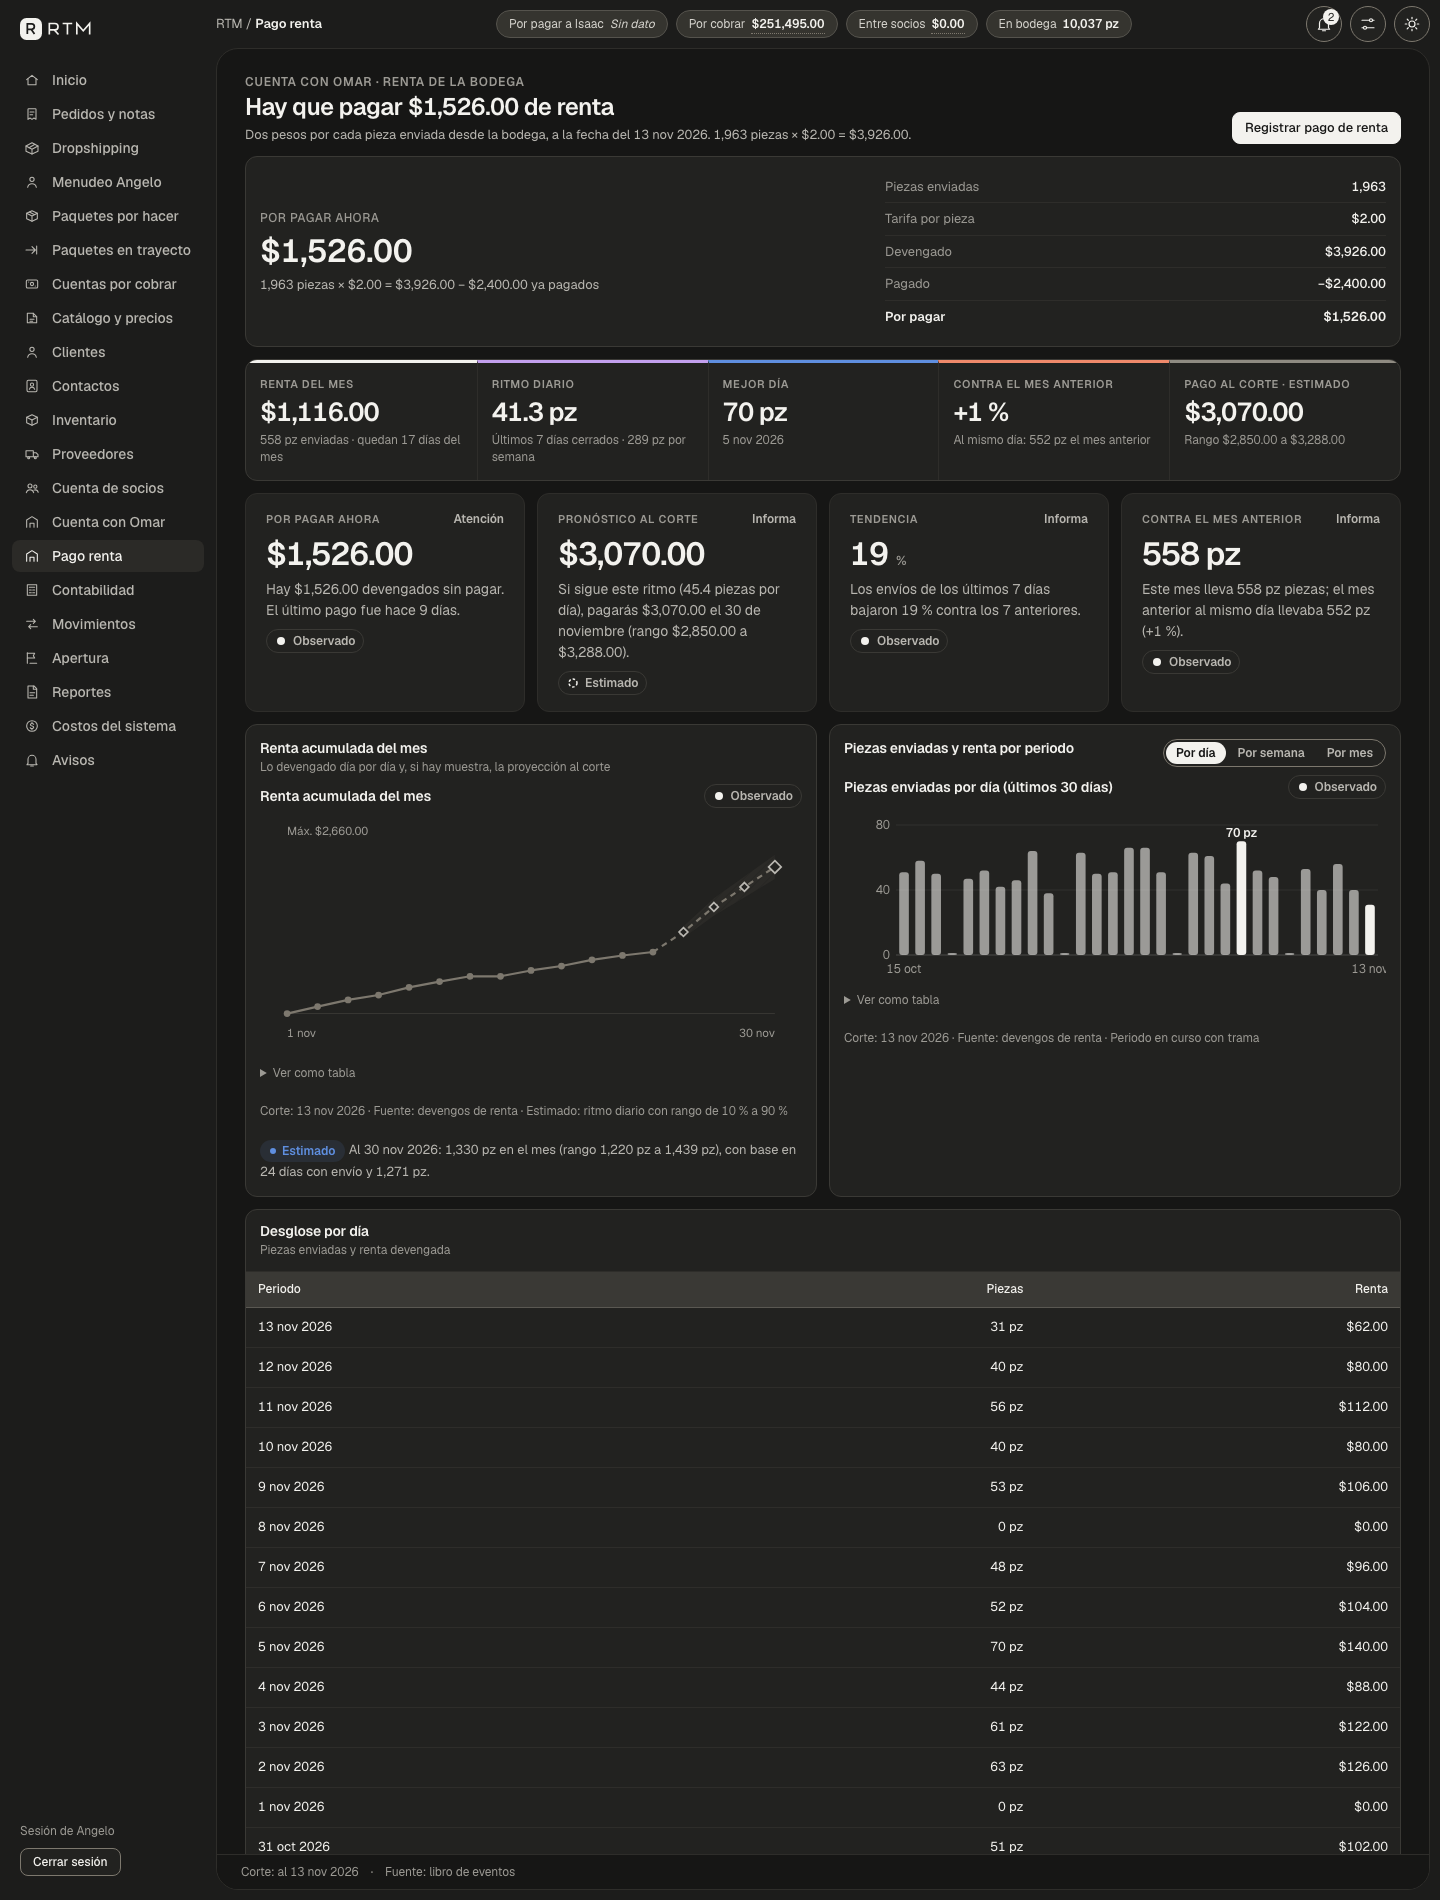 R RTM
RTM / Pago renta
Por pagar a Isaac Sin dato
Por cobrar $251,495.00
Entre socios $0.00
En bodega 10,037 pz
2
Inicio
Pedidos y notas
Dropshipping
Menudeo Angelo
Paquetes por hacer
Paquetes en trayecto
Cuentas por cobrar
Catálogo y precios
Clientes
Contactos
Inventario
Proveedores
Cuenta de socios
Cuenta con Omar
Pago renta
Contabilidad
Movimientos
Apertura
Reportes
Costos del sistema
Avisos
Sesión de Angelo
Cerrar sesión
CUENTA CON OMAR · RENTA DE LA BODEGA
Hay que pagar $1,526.00 de renta
Dos pesos por cada pieza enviada desde la bodega, a la fecha del 13 nov 2026. 1,963 piezas × $2.00 = $3,926.00.
Registrar pago de renta
POR PAGAR AHORA
$1,526.00
1,963 piezas × $2.00 = $3,926.00 − $2,400.00 ya pagados
Piezas enviadas 1,963
Tarifa por pieza $2.00
Devengado $3,926.00
Pagado −$2,400.00
Por pagar $1,526.00
RENTA DEL MES
$1,116.00
558 pz enviadas · quedan 17 días del
mes
RITMO DIARIO
41.3 pz
Últimos 7 días cerrados · 289 pz por
semana
MEJOR DÍA
70 pz
5 nov 2026
CONTRA EL MES ANTERIOR
+1 %
Al mismo día: 552 pz el mes anterior
PAGO AL CORTE · ESTIMADO
$3,070.00
Rango $2,850.00 a $3,288.00
POR PAGAR AHORA Atención
$1,526.00
Hay $1,526.00 devengados sin pagar.
El último pago fue hace 9 días.
Observado
PRONÓSTICO AL CORTE Informa
$3,070.00
Si sigue este ritmo (45.4 piezas por
día), pagarás $3,070.00 el 30 de
noviembre (rango $2,850.00 a
$3,288.00).
Estimado
TENDENCIA Informa
19 %
Los envíos de los últimos 7 días
bajaron 19 % contra los 7 anteriores.
Observado
CONTRA EL MES ANTERIOR Informa
558 pz
Este mes lleva 558 pz piezas; el mes
anterior al mismo día llevaba 552 pz
(+1 %).
Observado
Renta acumulada del mes
Lo devengado día por día y, si hay muestra, la proyección al corte
Renta acumulada del mes
Observado
Máx. $2,660.00
1 nov 30 nov
Ver como tabla
Corte: 13 nov 2026 · Fuente: devengos de renta · Estimado: ritmo diario con rango de 10 % a 90 %
Estimado Al 30 nov 2026: 1,330 pz en el mes (rango 1,220 pz a 1,439 pz), con base en
24 días con envío y 1,271 pz.
Piezas enviadas y renta por periodo
Por día Por semana Por mes
Piezas enviadas por día (últimos 30 días)
Observado
80
70 pz
40
0
15 oct 13 nov
Ver como tabla
Corte: 13 nov 2026 · Fuente: devengos de renta · Periodo en curso con trama
Desglose por día
Piezas enviadas y renta devengada
Periodo Piezas Renta
13 nov 2026 31 pz $62.00
12 nov 2026 40 pz $80.00
11 nov 2026 56 pz $112.00
10 nov 2026 40 pz $80.00
9 nov 2026 53 pz $106.00
8 nov 2026 0 pz $0.00
7 nov 2026 48 pz $96.00
6 nov 2026 52 pz $104.00
5 nov 2026 70 pz $140.00
4 nov 2026 44 pz $88.00
3 nov 2026 61 pz $122.00
2 nov 2026 63 pz $126.00
1 nov 2026 0 pz $0.00
31 oct 2026 51 pz $102.00
Corte: al 13 nov 2026 · Fuente: libro de eventos